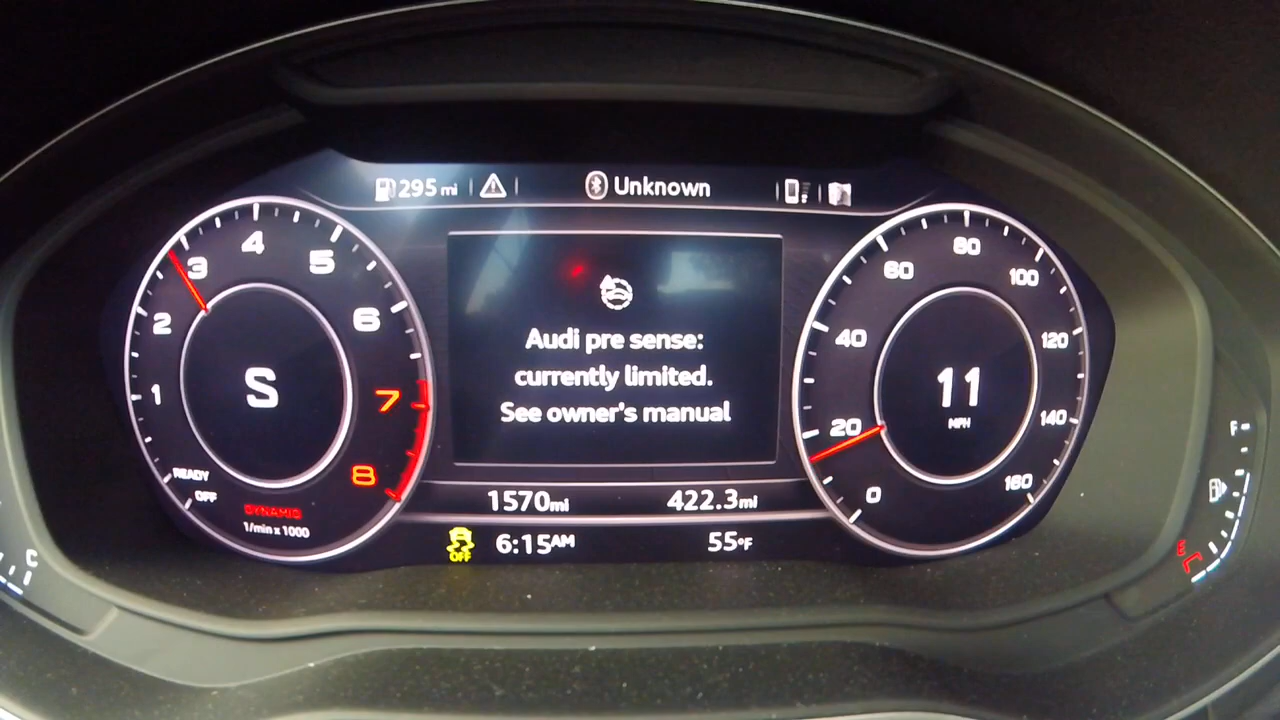 295 mi
Unknown
4
3
5
2
6
1
7
8
S
READY
OFF
DYNAMIC
1/min x 1000
Audi pre sense:
currently limited.
See owner's manual
80
60
100
40
120
20
140
0
160
11
MPH
1570mi
422.3mi
OFF
6:15AM
55°F
C
F
E